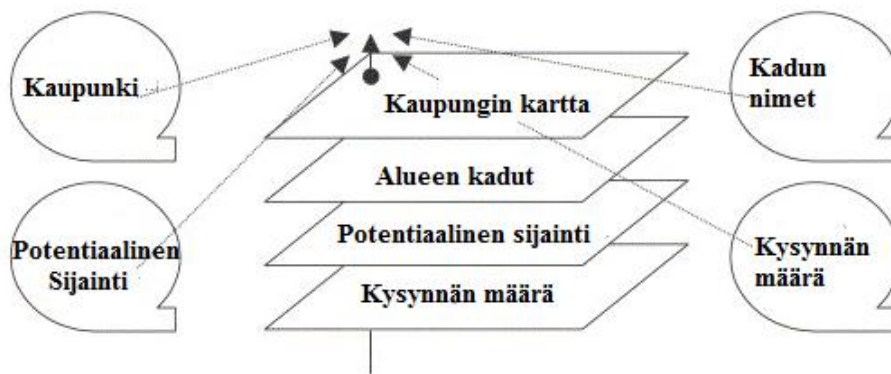 Kaupunki
Potentiaalinen
Sijainti
Kaupungin kartta
Alueen kadut
Potentiaalinen sijainti
Kysynnän määrä
Kadun
nimet
Kysynnän
määrä